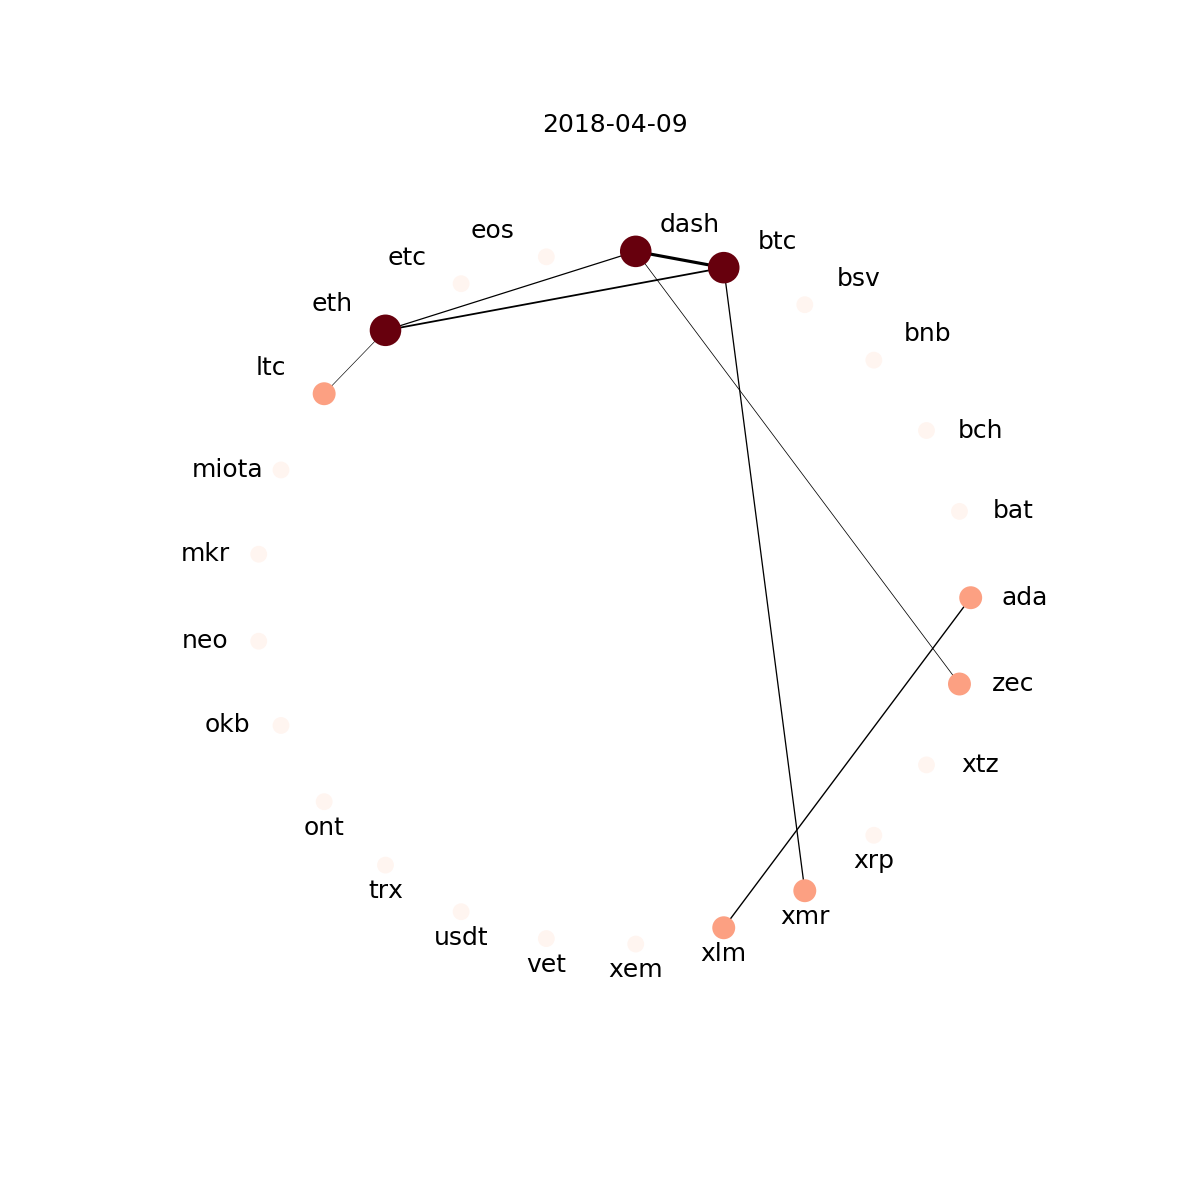 2018-04-09
dash
eos
btc
etc
bsv
eth
bnb
ltc
bch
miota
bat
mkr
ada
neo
zec
okb
xtz
ont
xrp
trx
xmr
usdt
xlm
vet
xem